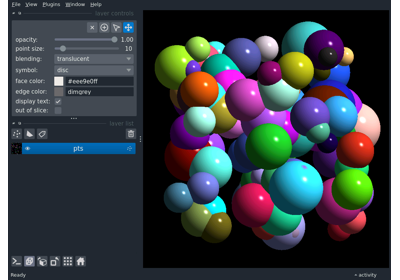 File View Plugins Window Help
layer controls
opacity: 1.00
point size: 10
blending: translucent
symbol: disc
face color: #eee9e0ff
edge color: dimgrey
display text:
out of slice:
layer list
pts
Ready
activity